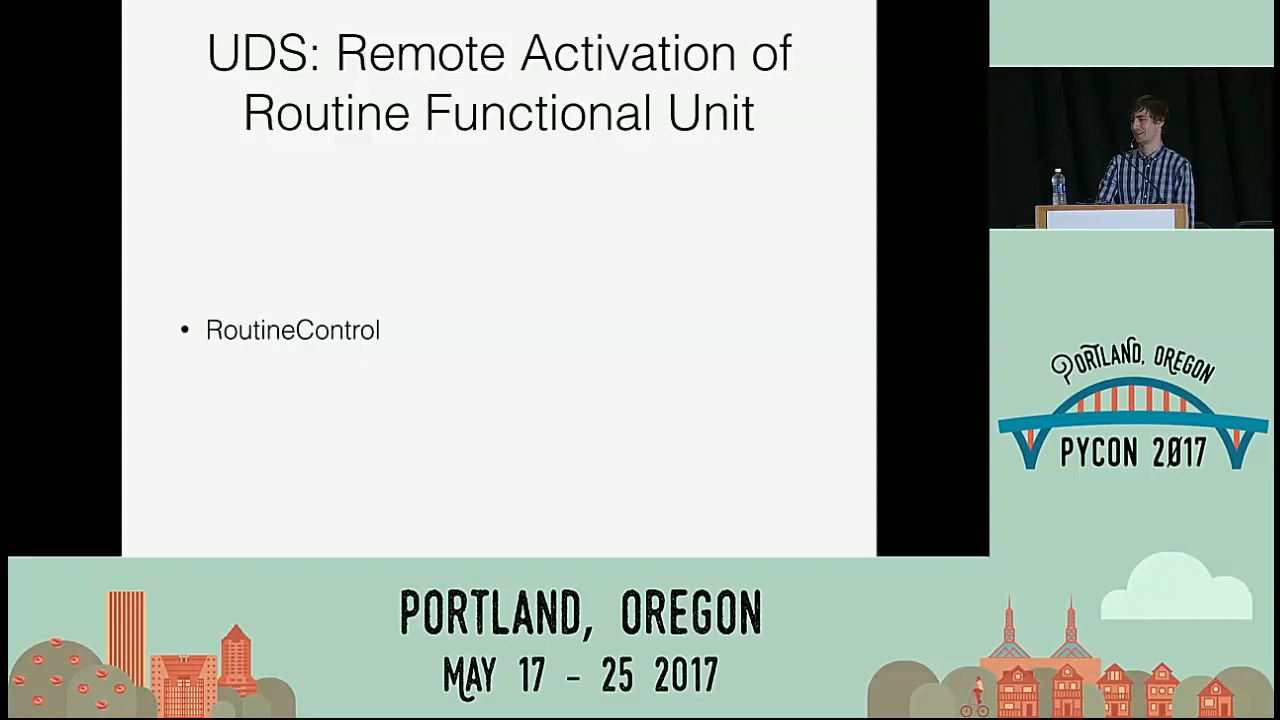 UDS: Remote Activation of
Routine Functional Unit
• RoutineControl
PORTLAND, OREGON
PYCON 2017
PORTLAND, OREGON
MAY 17 - 25 2017